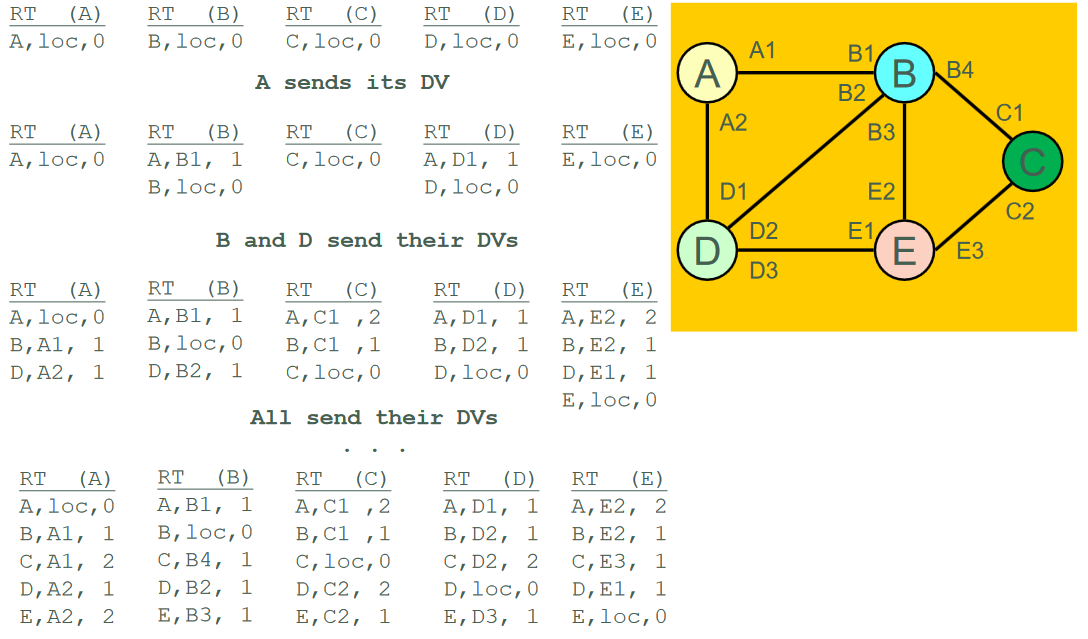 RT (A) RT (B) RT (C) RT (D) RT (E)
A,loc,0 B,loc,0 C,loc,0 D,loc,0 E,loc,0
A sends its DV
RT (A) RT (B) RT (C) RT (D) RT (E)
A,loc,0 A,B1, 1 C,loc,0 A,D1, 1 E,loc,0
B,loc,0 D,loc,0
B and D send their DVs
RT (A) RT (B) RT (C) RT (D) RT (E)
A,loc,0 A,B1, 1 A,C1 ,2 A,D1, 1 A,E2, 2
B,A1, 1 B,loc,0 B,C1 ,1 B,D2, 1 B,E2, 1
D,A2, 1 D,B2, 1 C,loc,0 D,loc,0 D,E1, 1
E,loc,0
All send their DVs
. . .
RT (A) RT (B) RT (C) RT (D) RT (E)
A,loc,0 A,B1, 1 A,C1 ,2 A,D1, 1 A,E2, 2
B,A1, 1 B,loc,0 B,C1 ,1 B,D2, 1 B,E2, 1
C,A1, 2 C,B4, 1 C,loc,0 C,D2, 2 C,E3, 1
D,A2, 1 D,B2, 1 D,C2, 2 D,loc,0 D,E1, 1
E,A2, 2 E,B3, 1 E,C2, 1 E,D3, 1 E,loc,0
A1 B1
A B B4
B2
A2 B3 C1
C
D1 E2
C2
D2 E1
D E E3
D3